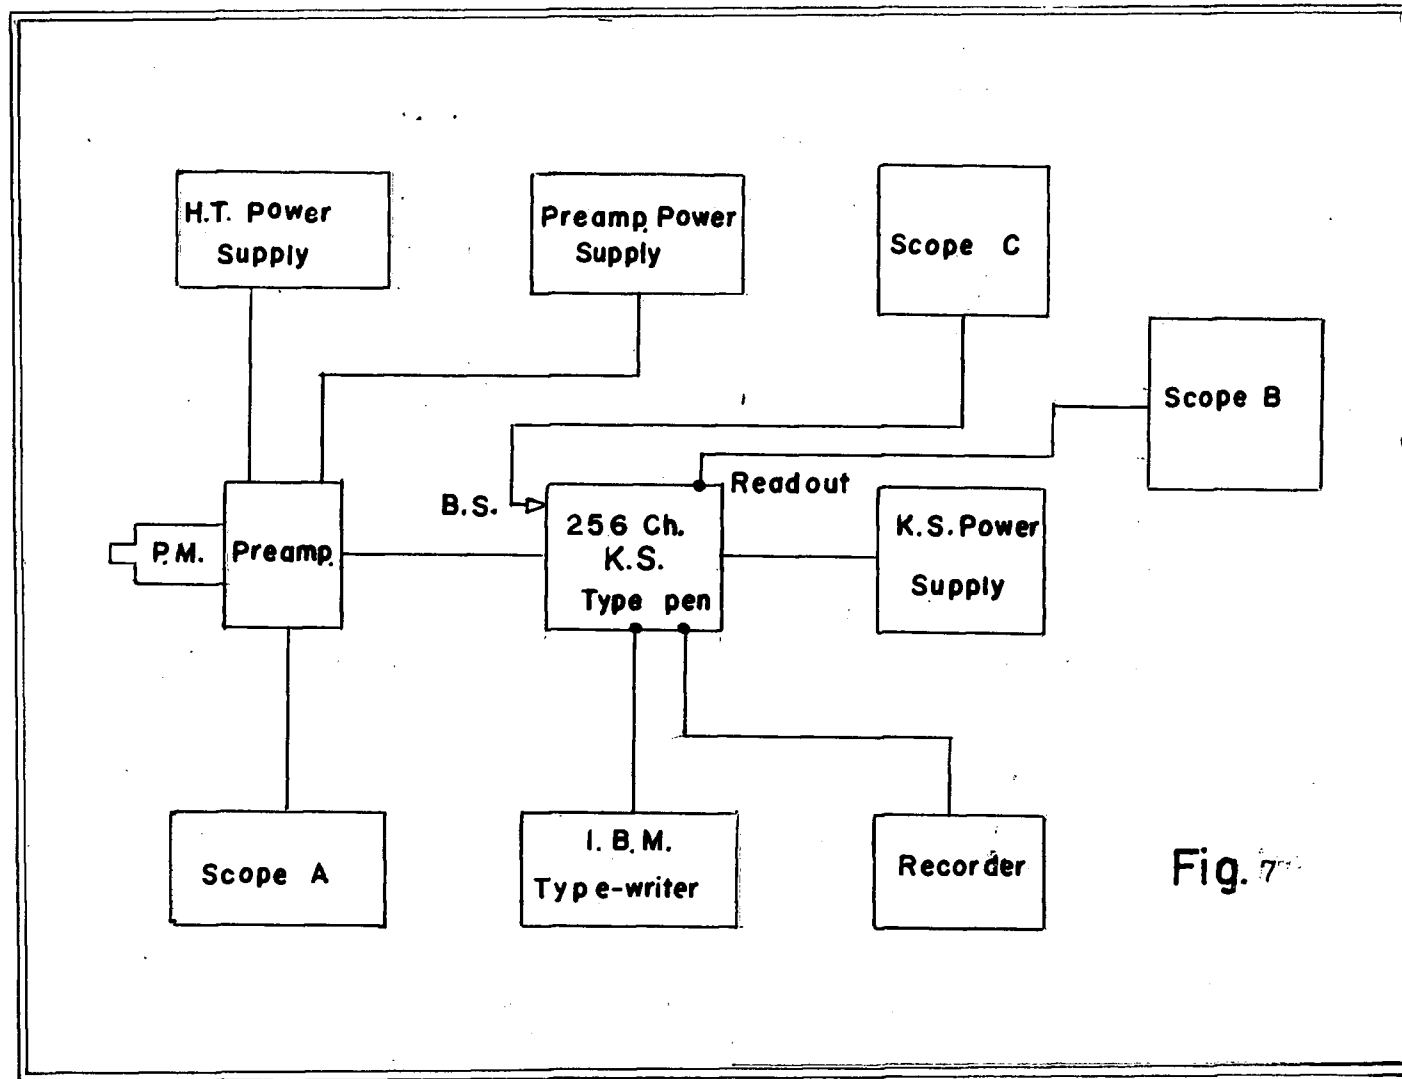 H.T. Power
Supply
Preamp. Power
Supply
Scope C
Scope B
Readout
B.S.
256 Ch.
K.S.
Type pen
K.S. Power
Supply
P.M.
Preamp.
Scope A
I.B.M.
Type-writer
Recorder
Fig. 7